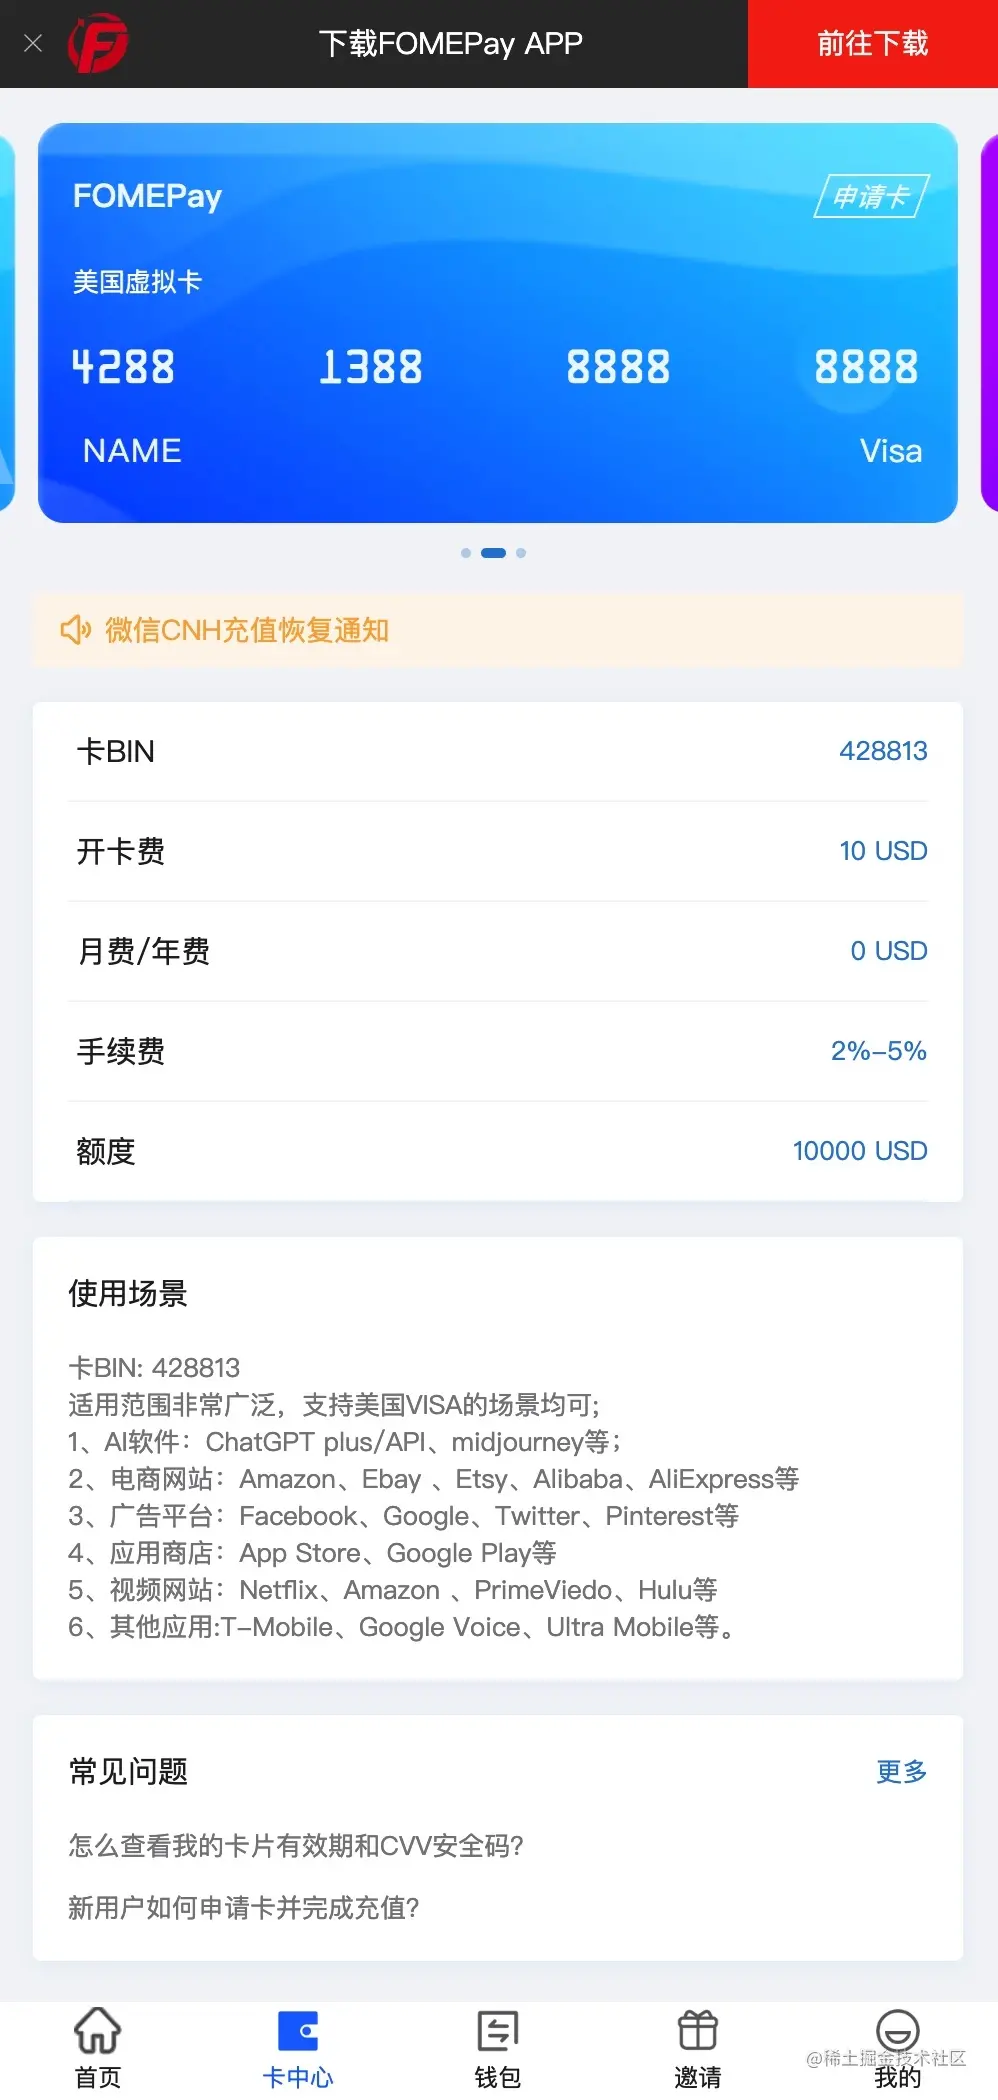 下载FOMEPay APP
前往下载
FOMEPay
申请卡
美国虚拟卡
4288 1388 8888 8888
NAME
Visa
微信CNH充值恢复通知
卡BIN
428813
开卡费
10 USD
月费/年费
0 USD
手续费
2%-5%
额度
10000 USD
使用场景
卡BIN: 428813
适用范围非常广泛，支持美国VISA的场景均可;
1、AI软件：ChatGPT plus/API、midjourney等；
2、电商网站：Amazon、Ebay 、Etsy、Alibaba、AliExpress等
3、广告平台：Facebook、Google、Twitter、Pinterest等
4、应用商店：App Store、Google Play等
5、视频网站：Netflix、Amazon 、PrimeViedo、Hulu等
6、其他应用:T-Mobile、Google Voice、Ultra Mobile等。
常见问题
更多
怎么查看我的卡片有效期和CVV安全码?
新用户如何申请卡并完成充值?
首页
卡中心
钱包
邀请
我的
@稀土掘金技术社区